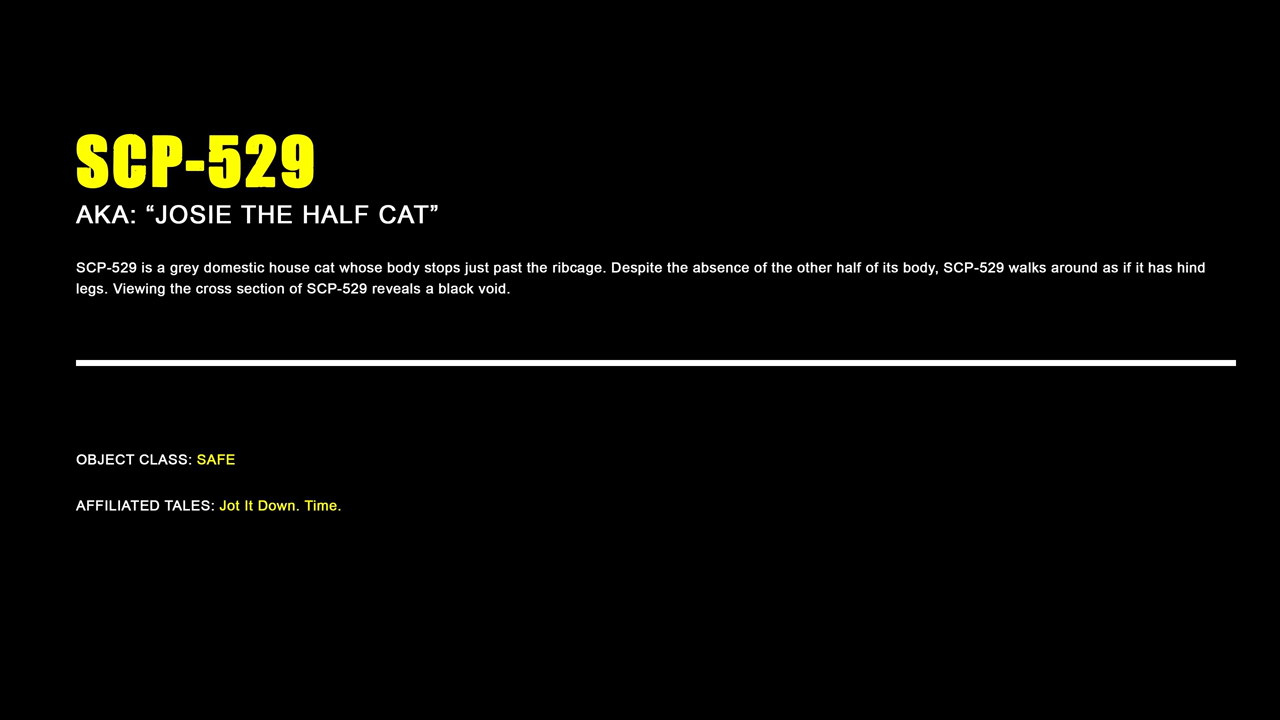 SCP-529
AKA: “JOSIE THE HALF CAT”
SCP-529 is a grey domestic house cat whose body stops just past the ribcage. Despite the absence of the other half of its body, SCP-529 walks around as if it has hind
legs. Viewing the cross section of SCP-529 reveals a black void.
OBJECT CLASS: SAFE
AFFILIATED TALES: Jot It Down. Time.